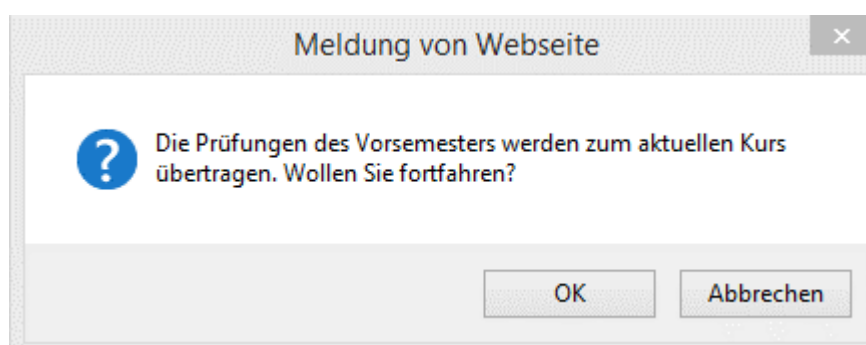 Meldung von Webseite
Die Prüfungen des Vorsemesters werden zum aktuellen Kurs
übertragen. Wollen Sie fortfahren?
OK
Abbrechen